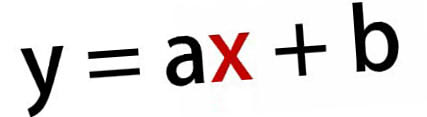 y = ax + b